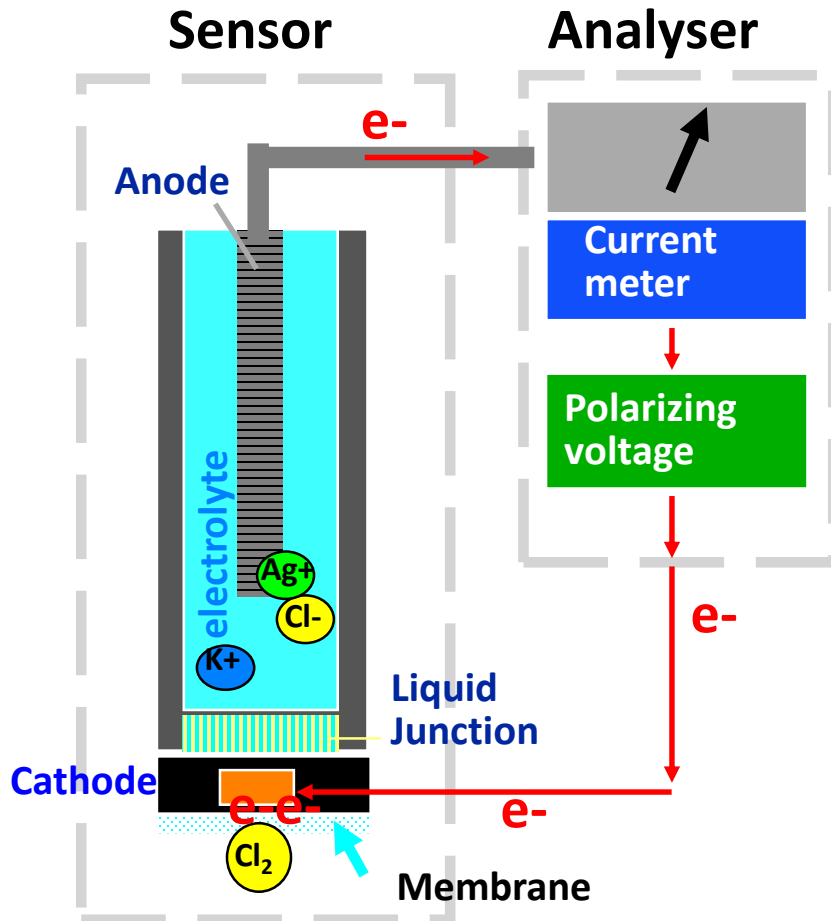 Sensor
Analyser
e-
Anode
Current
meter
Polarizing
voltage
electrolyte
Ag+
Cl-
K+
e-
Liquid
Junction
Cathode
e-e-
e-
Cl₂
Membrane